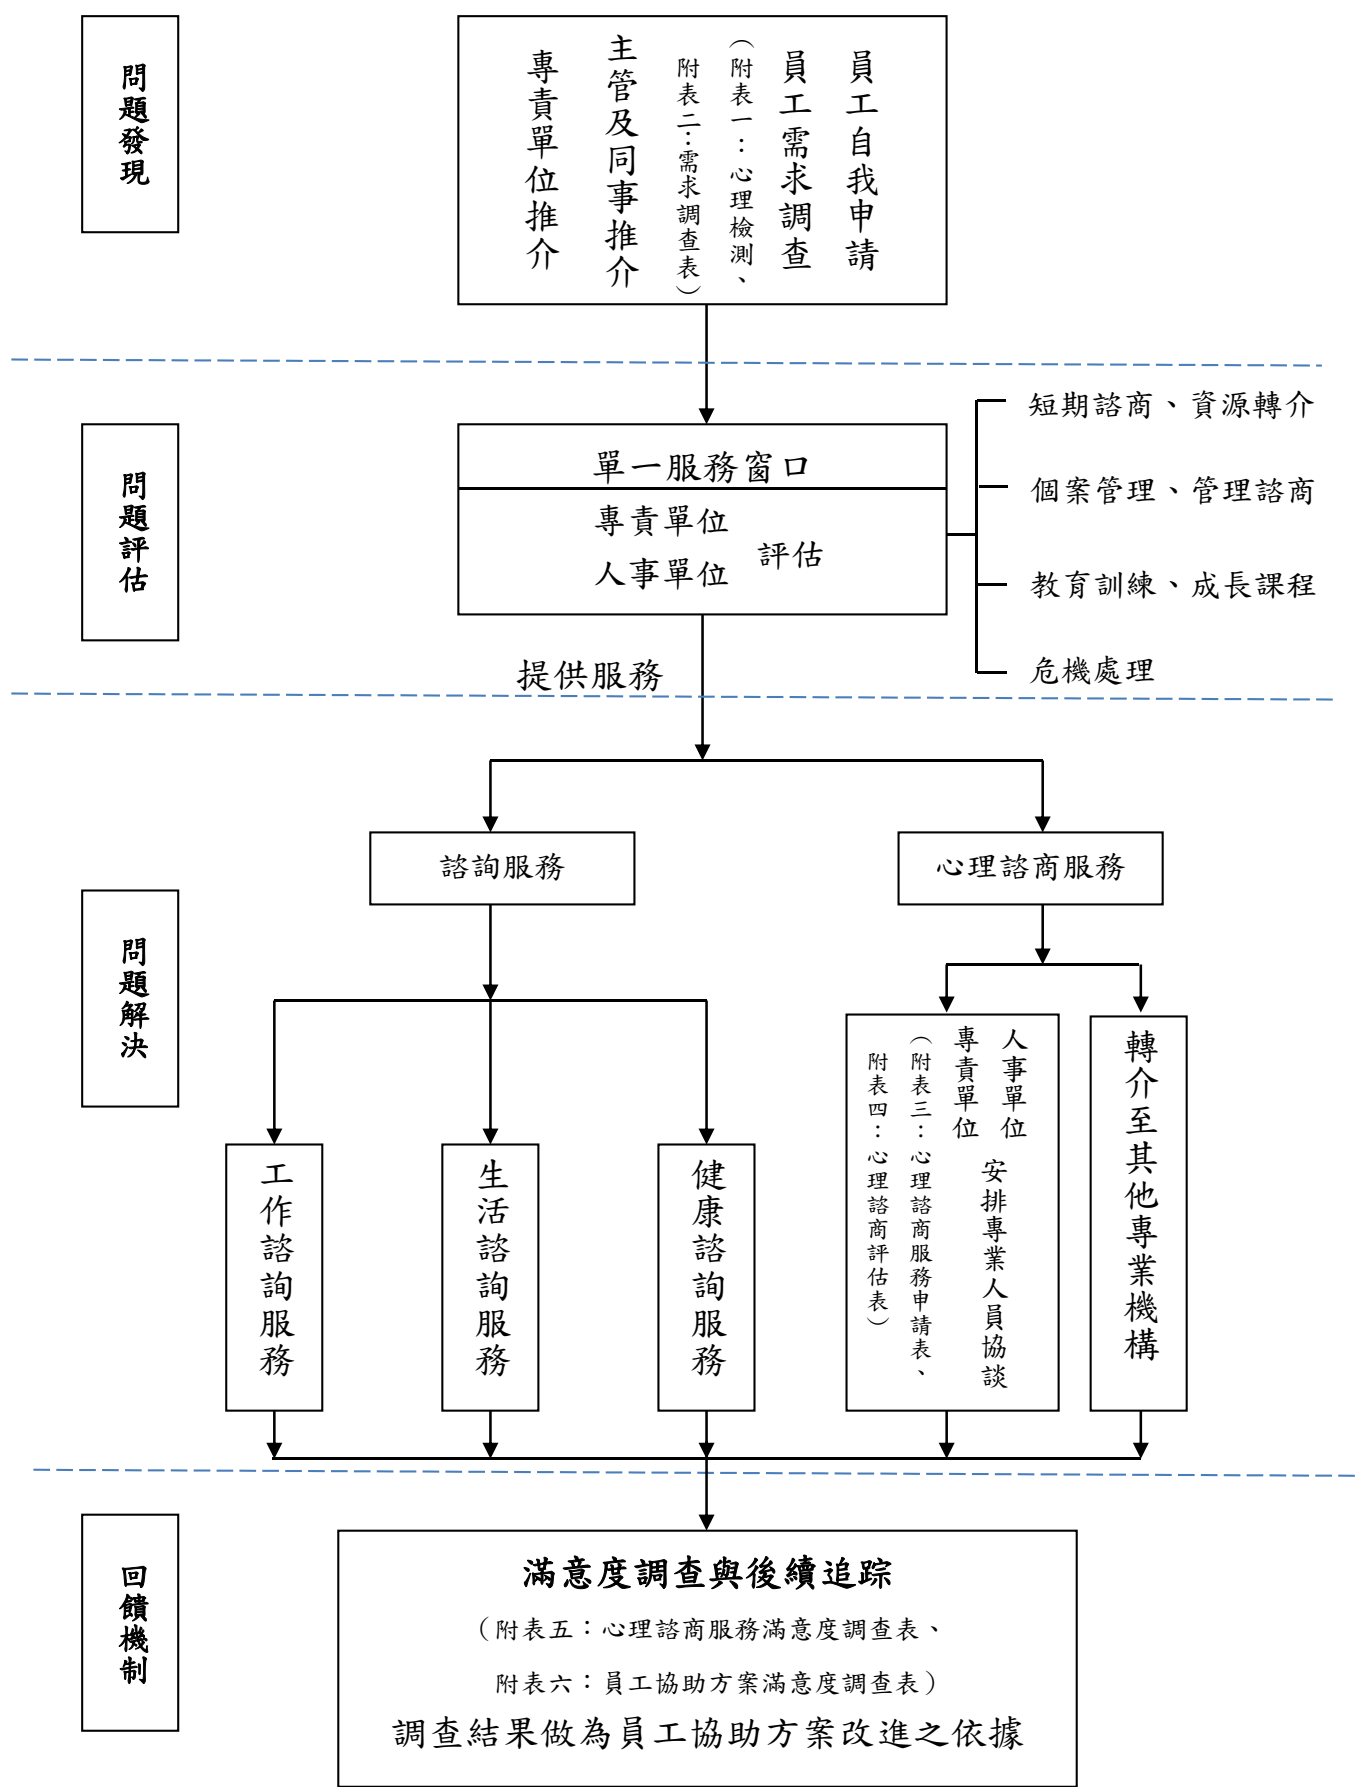 問題發現
員工自我申請
員工需求調查
（附表一：心理檢測、
附表二：需求調查表）
主管及同事推介
專責單位推介
問題評估
單一服務窗口
專責單位
人事單位
評估
短期諮商、資源轉介
個案管理、管理諮商
教育訓練、成長課程
危機處理
提供服務
問題解決
諮詢服務
心理諮商服務
工作諮詢服務
生活諮詢服務
健康諮詢服務
人事單位
專責單位
安排專業人員協談
（附表三：心理諮商服務申請表、
附表四：心理諮商評估表）
轉介至其他專業機構
回饋機制
滿意度調查與後續追踪
（附表五：心理諮商服務滿意度調查表、
附表六：員工協助方案滿意度調查表）
調查結果做為員工協助方案改進之依據